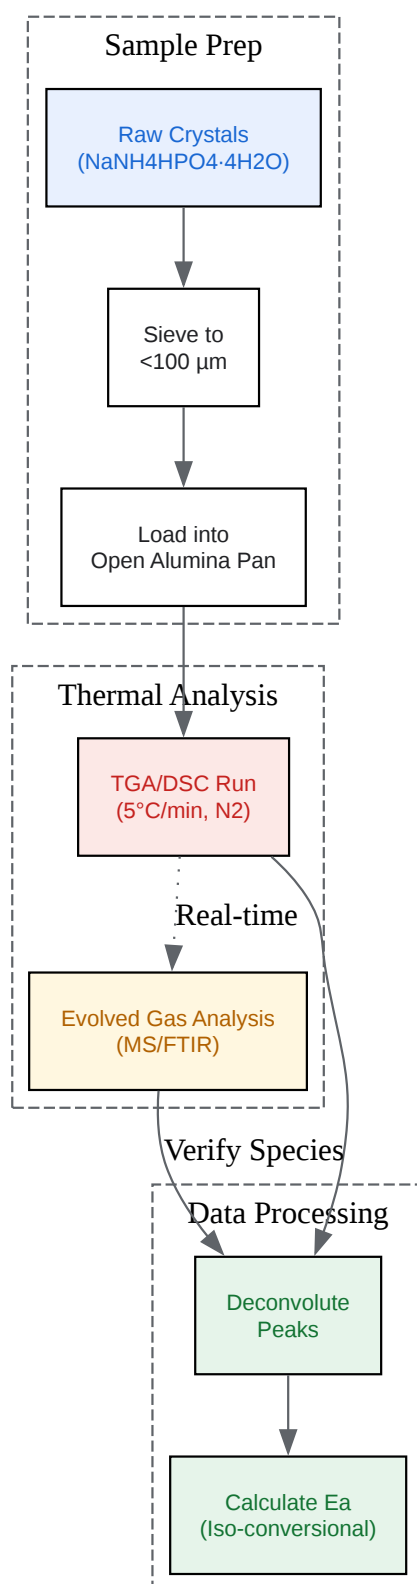 Sample Prep
Raw Crystals
(NaNH4HPO4·4H2O)
Sieve to
<100 µm
Load into
Open Alumina Pan
Thermal Analysis
TGA/DSC Run
(5°C/min, N2)
Real-time
Evolved Gas Analysis
(MS/FTIR)
Verify Species
Data Processing
Deconvolute
Peaks
Calculate Ea
(Iso-conversional)